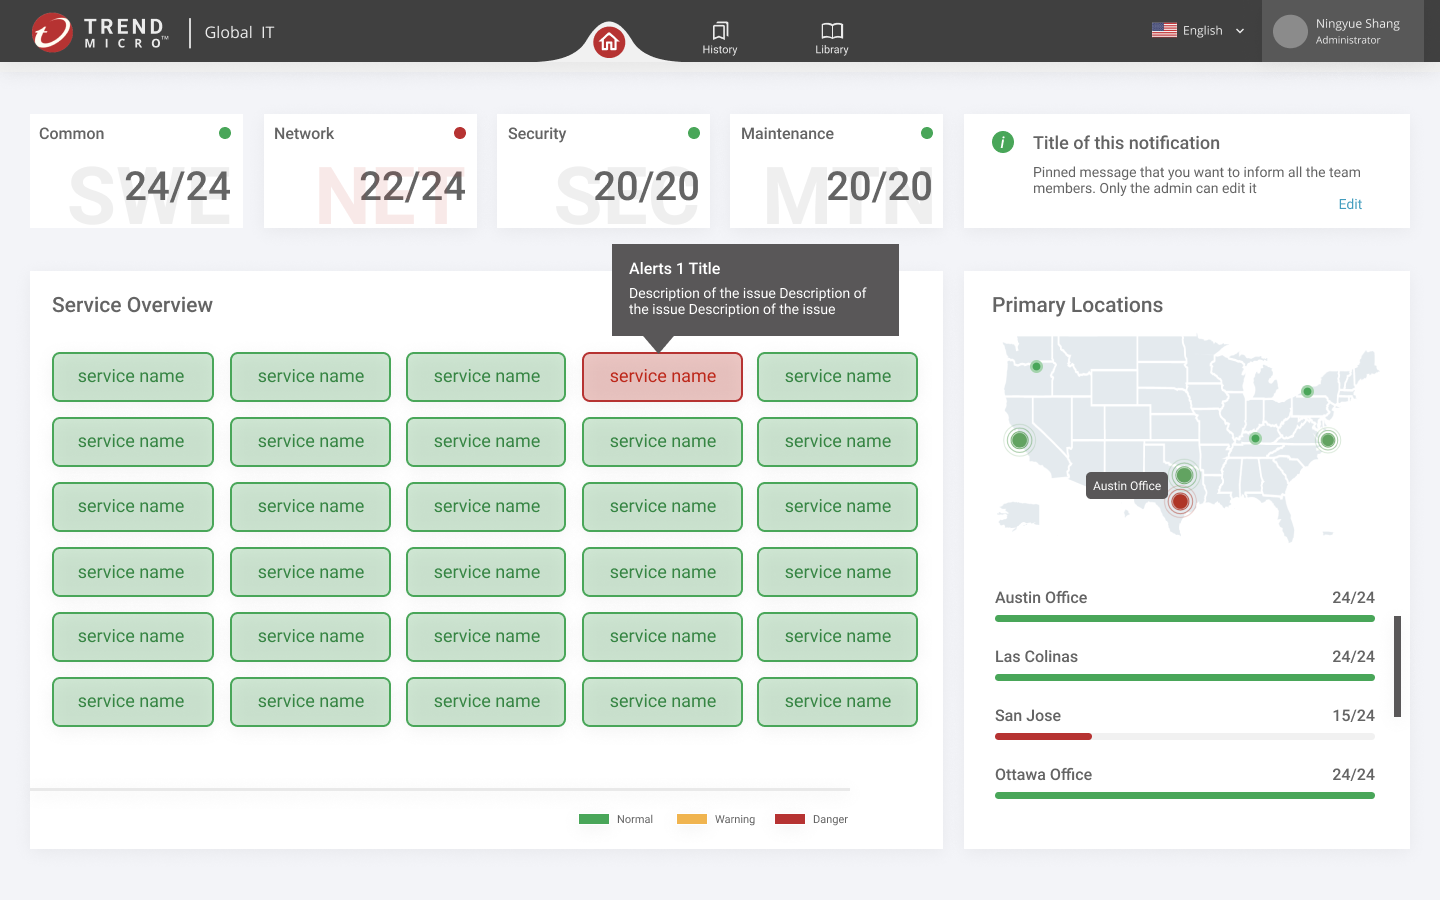 TREND
MICRO™
Global IT
History
Library
English
Ningyue Shang
Administrator
Common
SWE
24/24
Network
NET
22/24
Security
SEC
20/20
Maintenance
MTN
20/20
i
Title of this notification
Pinned message that you want to inform all the team
members. Only the admin can edit it
Edit
Alerts 1 Title
Description of the issue Description of
the issue Description of the issue
Service Overview
service name service name service name service name service name
service name service name service name service name service name
service name service name service name service name service name
service name service name service name service name service name
service name service name service name service name service name
service name service name service name service name service name
Normal Warning Danger
Primary Locations
Austin Office
Austin Office 24/24
Las Colinas 24/24
San Jose 15/24
Ottawa Office 24/24